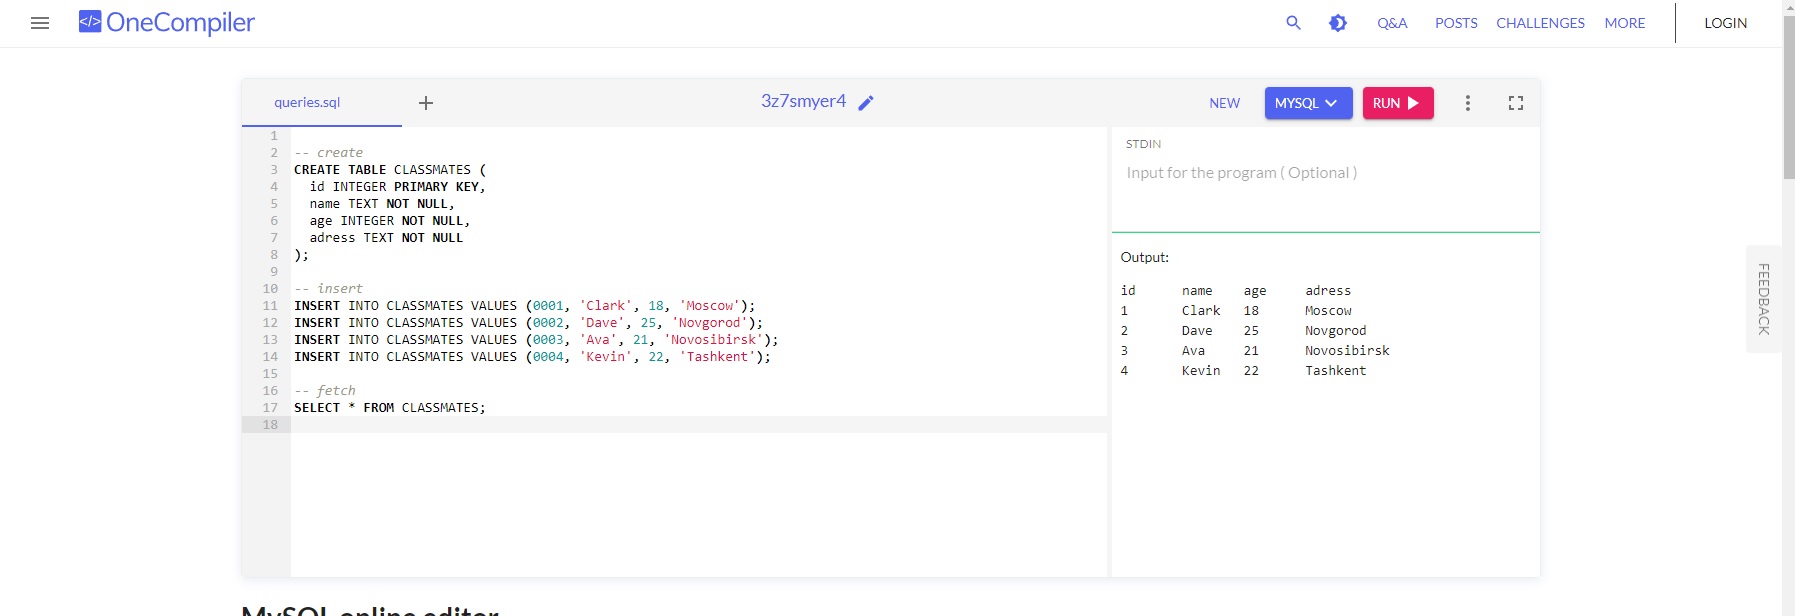 </> OneCompiler
Q&A POSTS CHALLENGES MORE LOGIN
queries.sql + 3z7smyer4 NEW MYSQL RUN
1
2 -- create
3 CREATE TABLE CLASSMATES (
4 id INTEGER PRIMARY KEY,
5 name TEXT NOT NULL,
6 age INTEGER NOT NULL,
7 adress TEXT NOT NULL
8 );
9
10 -- insert
11 INSERT INTO CLASSMATES VALUES (0001, 'Clark', 18, 'Moscow');
12 INSERT INTO CLASSMATES VALUES (0002, 'Dave', 25, 'Novgorod');
13 INSERT INTO CLASSMATES VALUES (0003, 'Ava', 21, 'Novosibirsk');
14 INSERT INTO CLASSMATES VALUES (0004, 'Kevin', 22, 'Tashkent');
15
16 -- fetch
17 SELECT * FROM CLASSMATES;
18
STDIN
Input for the program ( Optional )
Output:
id name age adress
1 Clark 18 Moscow
2 Dave 25 Novgorod
3 Ava 21 Novosibirsk
4 Kevin 22 Tashkent
FEEDBACK
MySQL online editor